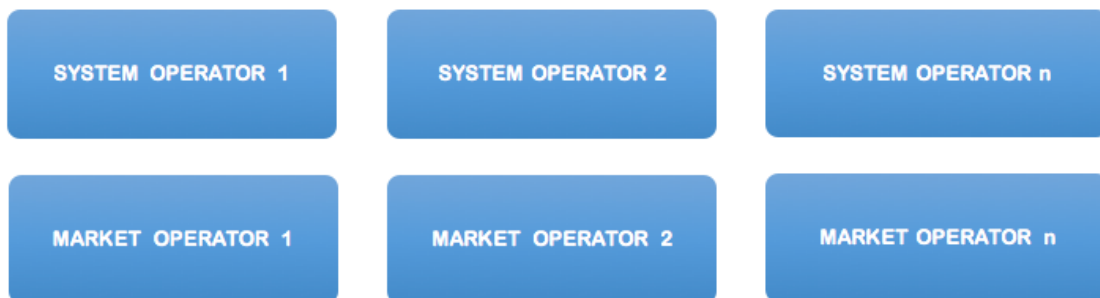 SYSTEM OPERATOR 1
SYSTEM OPERATOR 2
SYSTEM OPERATOR n
MARKET OPERATOR 1
MARKET OPERATOR 2
MARKET OPERATOR n